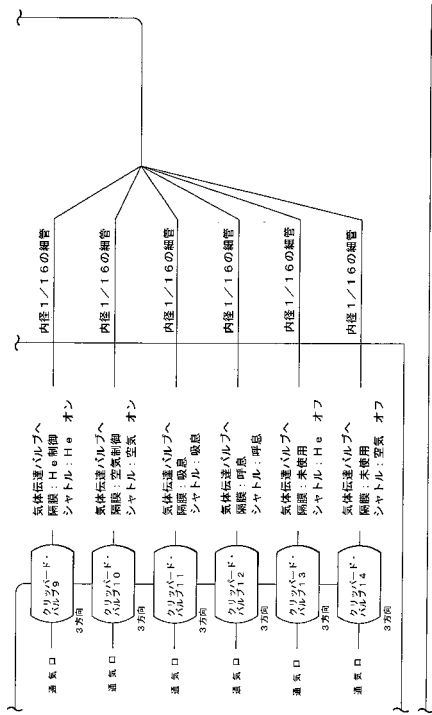 通気口
クリッパード・
バルブ9
3方向
気体伝達バルブへ
隔膜：He制御
シャトル：He オン
内径1/16の細管
通気口
クリッパード・
バルブ10
3方向
気体伝達バルブへ
隔膜：空気制御
シャトル：空気 オン
内径1/16の細管
通気口
クリッパード・
バルブ11
3方向
気体伝達バルブへ
隔膜：吸息
シャトル：吸息
内径1/16の細管
通気口
クリッパード・
バルブ12
3方向
気体伝達バルブへ
隔膜：呼息
シャトル：呼息
内径1/16の細管
通気口
クリッパード・
バルブ13
3方向
気体伝達バルブへ
隔膜：未使用
シャトル：He オフ
内径1/16の細管
通気口
クリッパード・
バルブ14
3方向
気体伝達バルブへ
隔膜：未使用
シャトル：空気 オフ
内径1/16の細管